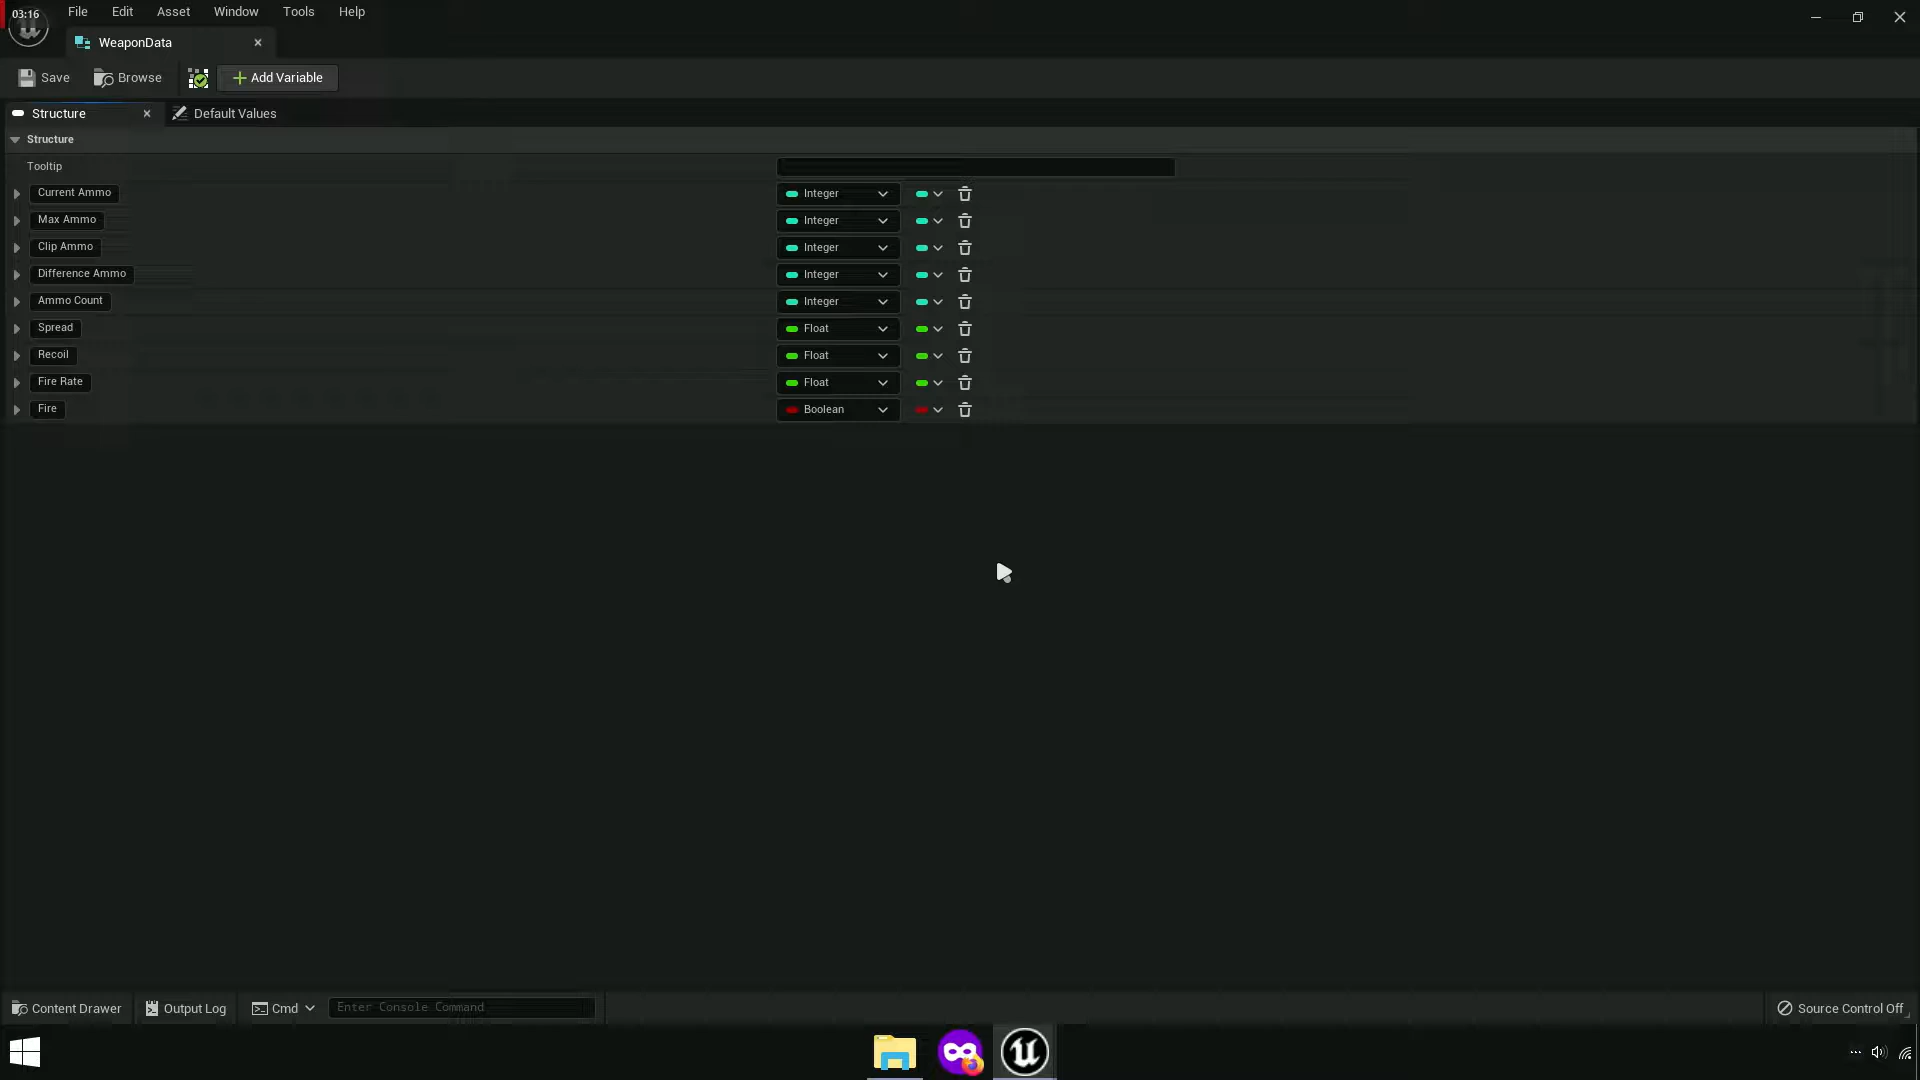 03:16
File Edit Asset Window Tools Help
WeaponData
Save Browse Add Variable
Structure Default Values
Structure
Tooltip
Current Ammo Integer
Max Ammo Integer
Clip Ammo Integer
Difference Ammo Integer
Ammo Count Integer
Spread Float
Recoil Float
Fire Rate Float
Fire Boolean
Content Drawer Output Log Cmd Enter Console Command Source Control Off